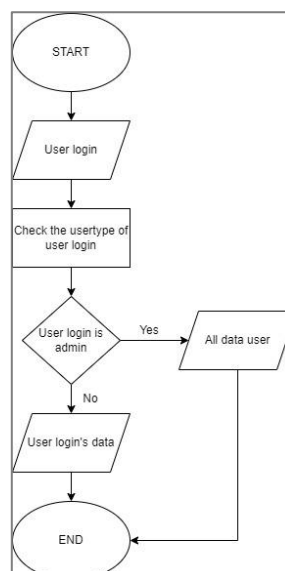 START
User login
Check the usertype of
user login
User login is
admin
Yes
All data user
No
User login's data
END